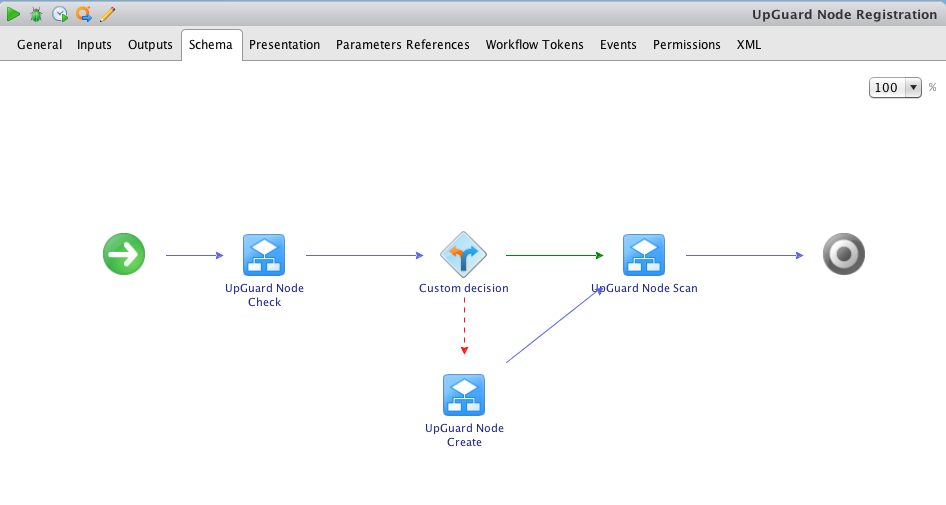 UpGuard Node Registration
General Inputs Outputs Schema Presentation Parameters References Workflow Tokens Events Permissions XML
100 %
UpGuard Node
Check
Custom decision
UpGuard Node Scan
UpGuard Node
Create